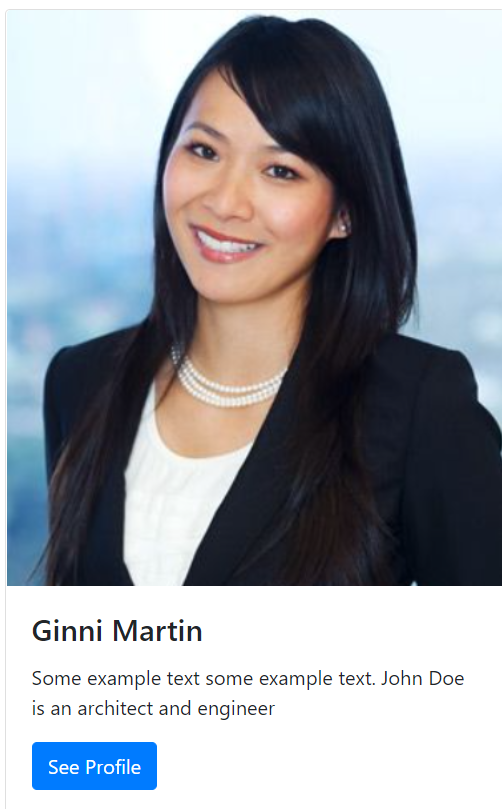 Ginni Martin
Some example text some example text. John Doe
is an architect and engineer
See Profile